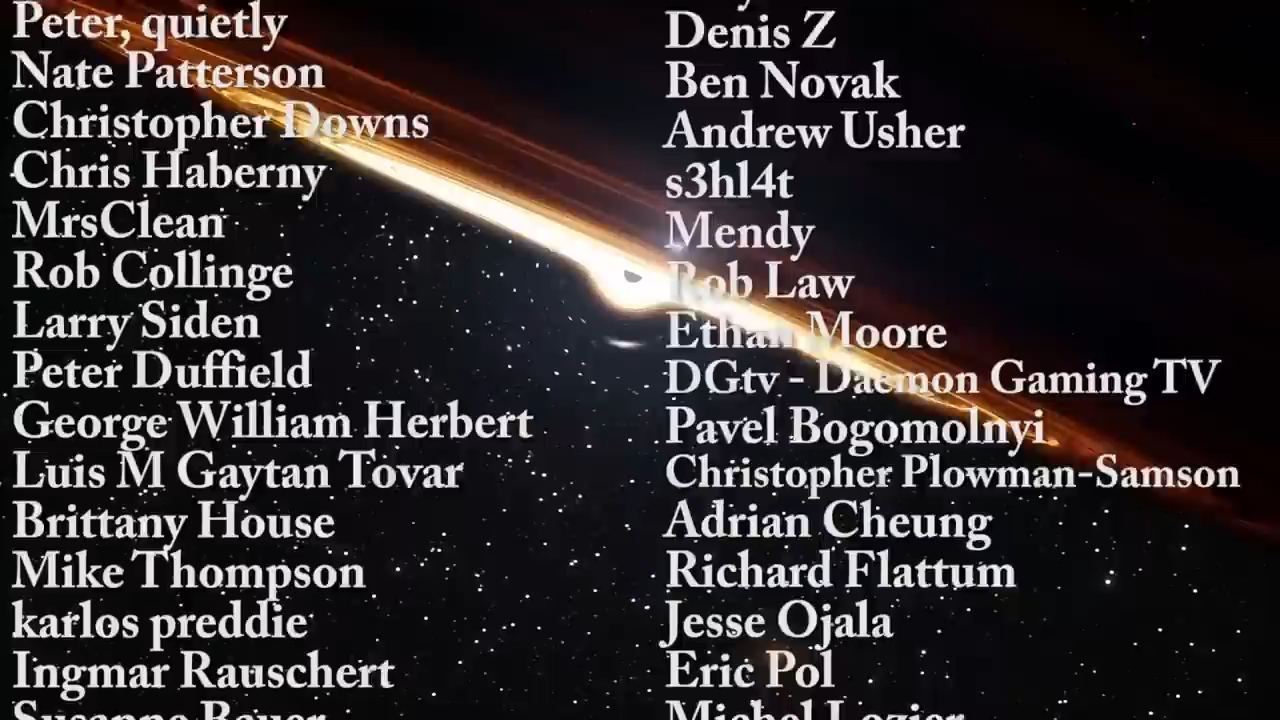 Peter, quietly
Nate Patterson
Christopher Downs
Chris Haberny
MrsClean
Rob Collinge
Larry Siden
Peter Duffield
George William Herbert
Luis M Gaytan Tovar
Brittany House
Mike Thompson
karlos preddie
Ingmar Rauschert
Denis Z
Ben Novak
Andrew Usher
s3hl4t
Mendy
Rob Law
Ethan Moore
DGtv - Daemon Gaming TV
Pavel Bogomolnyi
Christopher Plowman-Samson
Adrian Cheung
Richard Flattum
Jesse Ojala
Eric Pol